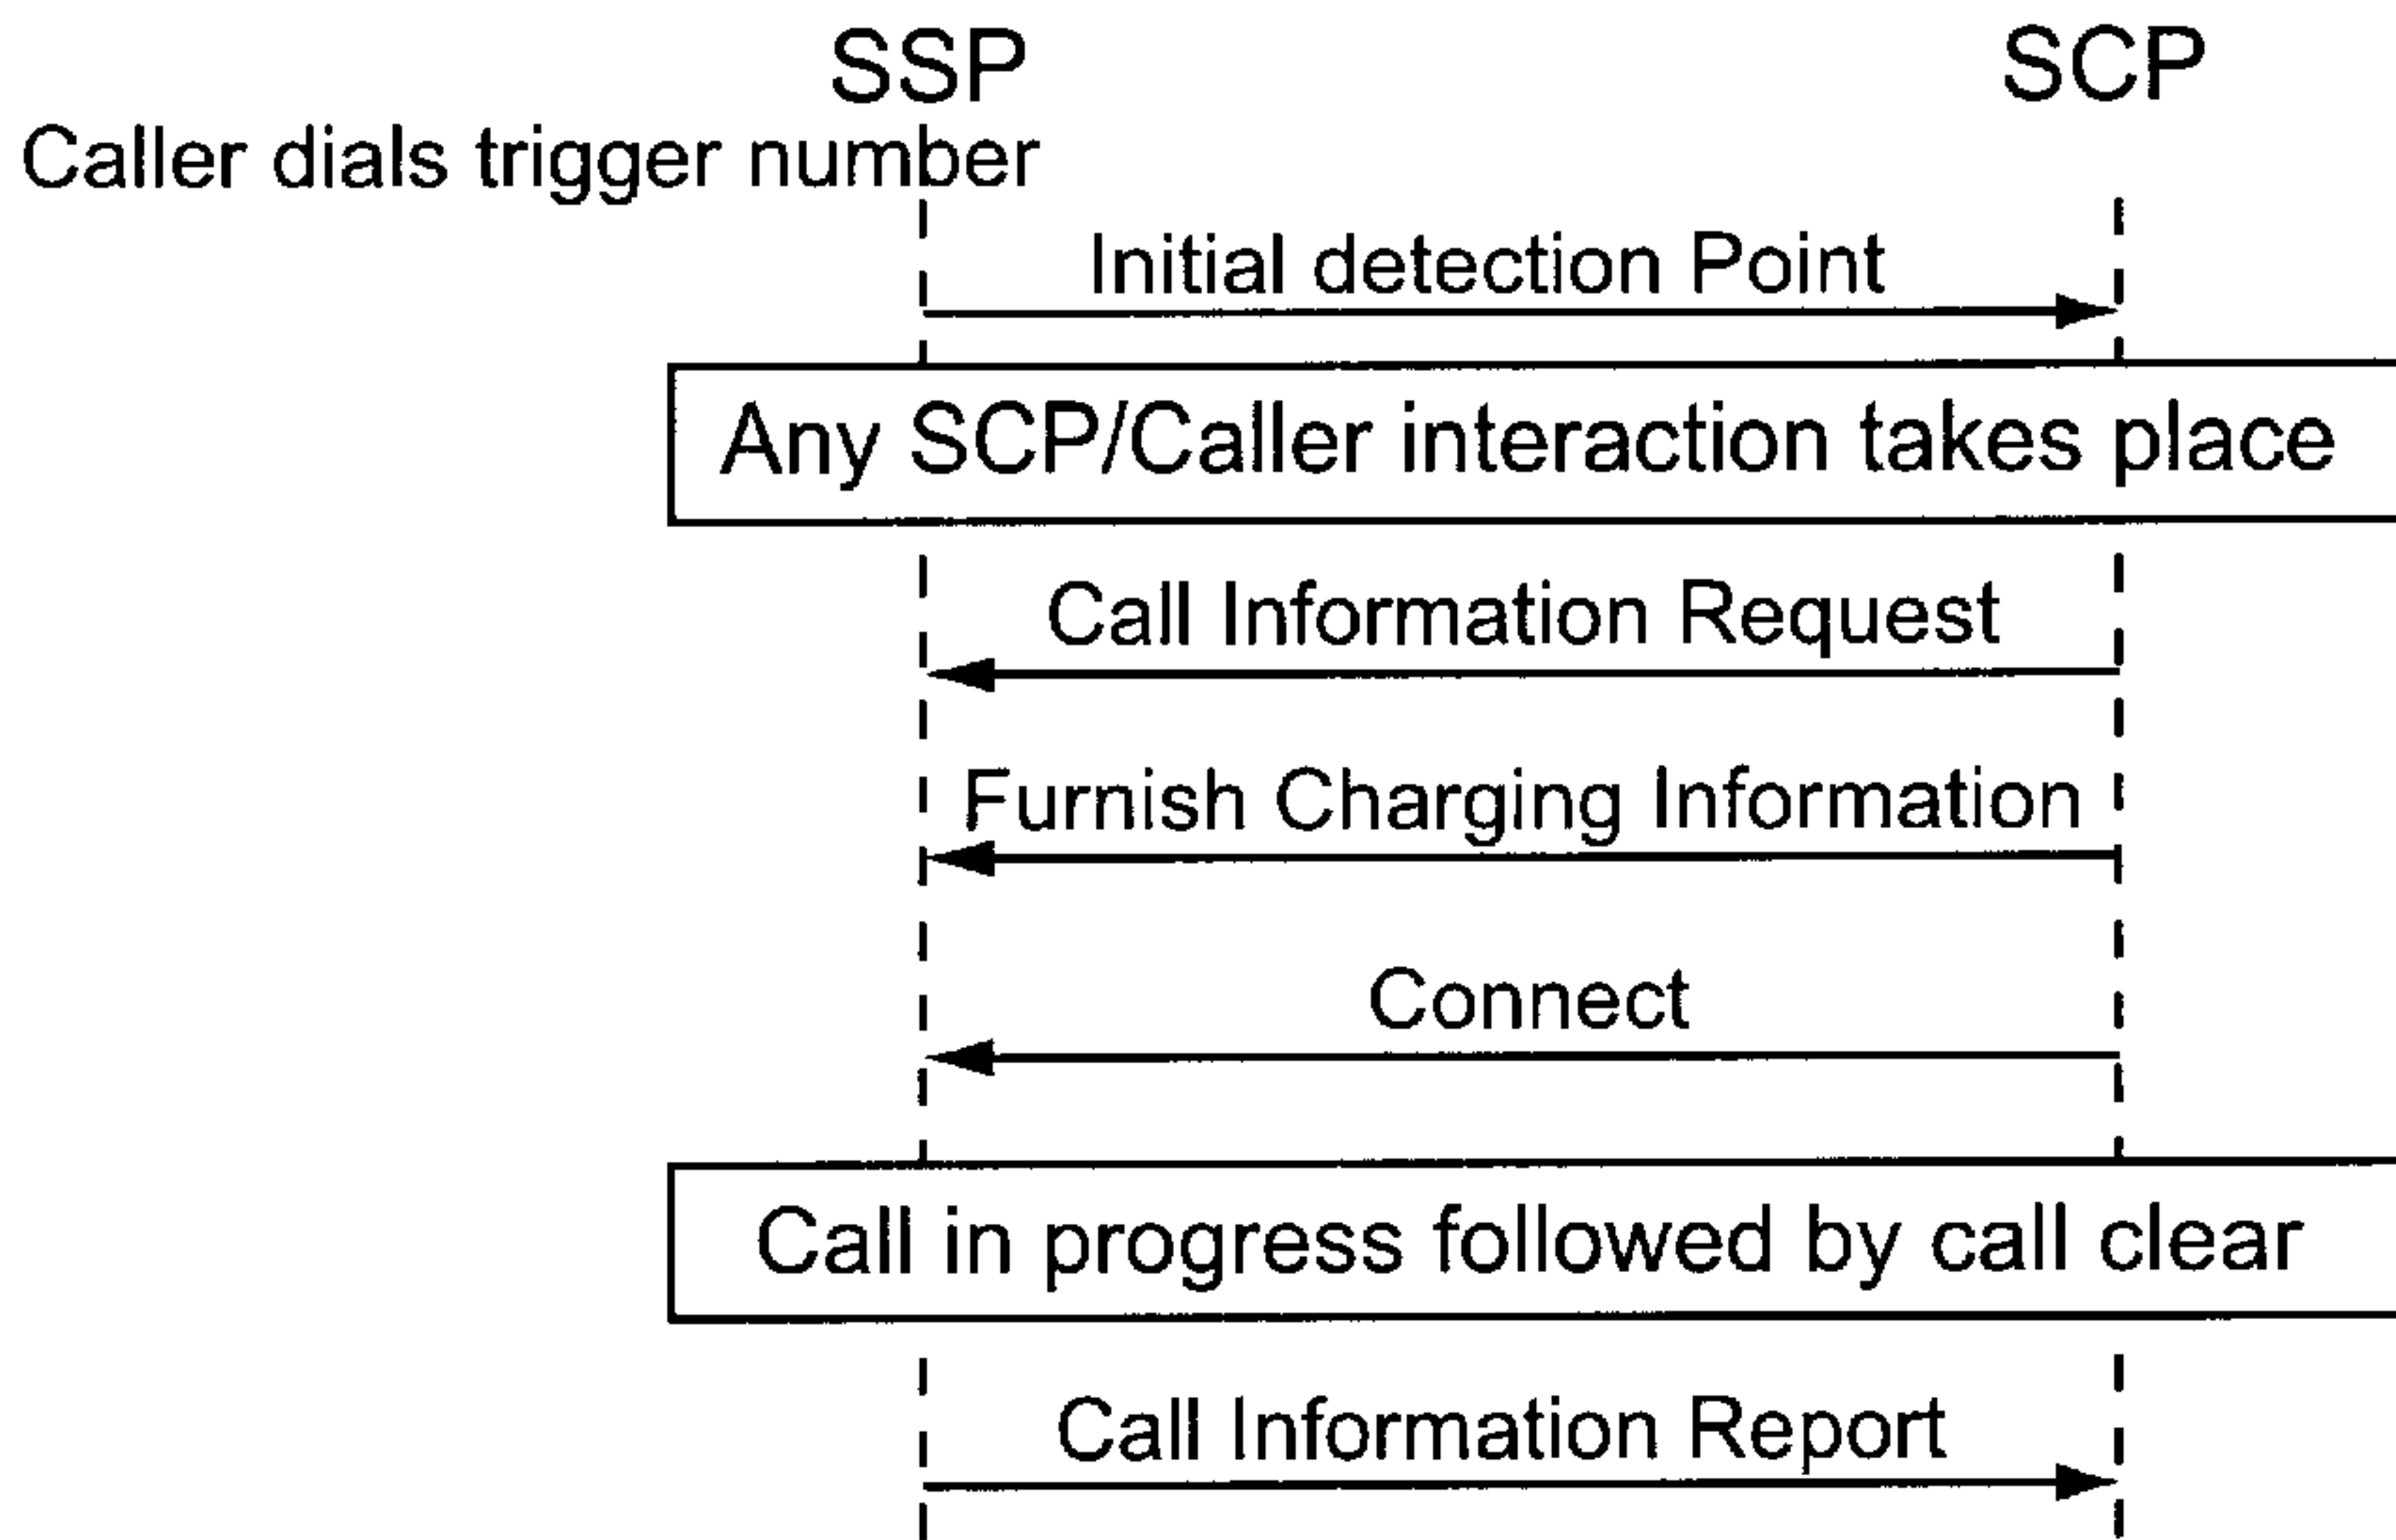 SSP
SCP
Caller dials trigger number
Initial detection Point
Any SCP/Caller interaction takes place
Call Information Request
Furnish Charging Information
Connect
Call in progress followed by call clear
Call Information Report